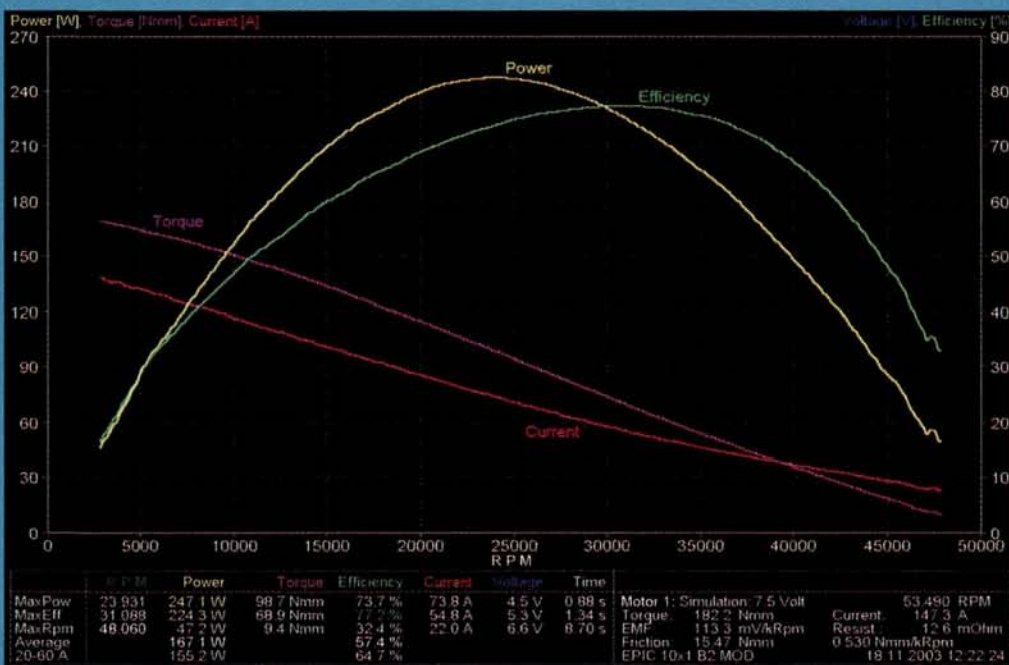 Power [W], Torque [Nmm], Current [A] Voltage [V], Efficiency [%]
270 90
240 80
210 70
180 60
150 50
120 40
90 30
60 20
30 10
0 0
Power
Efficiency
Torque
Current
0 5000 10000 15000 20000 25000 30000 35000 40000 45000 50000
RPM
RPM Power Torque Efficiency Current Voltage Time
MaxPow 23.931 247.1 W 98.7 Nmm 73.7 % 73.8 A 4.5 V 0.88 s
MaxEff 31.088 224.3 W 68.9 Nmm 77.2 % 54.8 A 5.3 V 1.34 s
MaxRpm 48.060 47.2 W 9.4 Nmm 32.4 % 22.0 A 6.6 V 8.70 s
Average 167.1 W 57.4 %
20-60 A 155.2 W 64.7 %
Motor 1: Simulation: 7.5 Volt 53.490 RPM
Torque: 182.2 Nmm Current: 147.3 A
EMF 113.3 mV/kRpm Resist.: 12.6 mOhm
Friction: 15.47 Nmm 0.530 Nmm/kRpm
EPIC 10x1 B2 MOD 18.11.2003 12:22:24